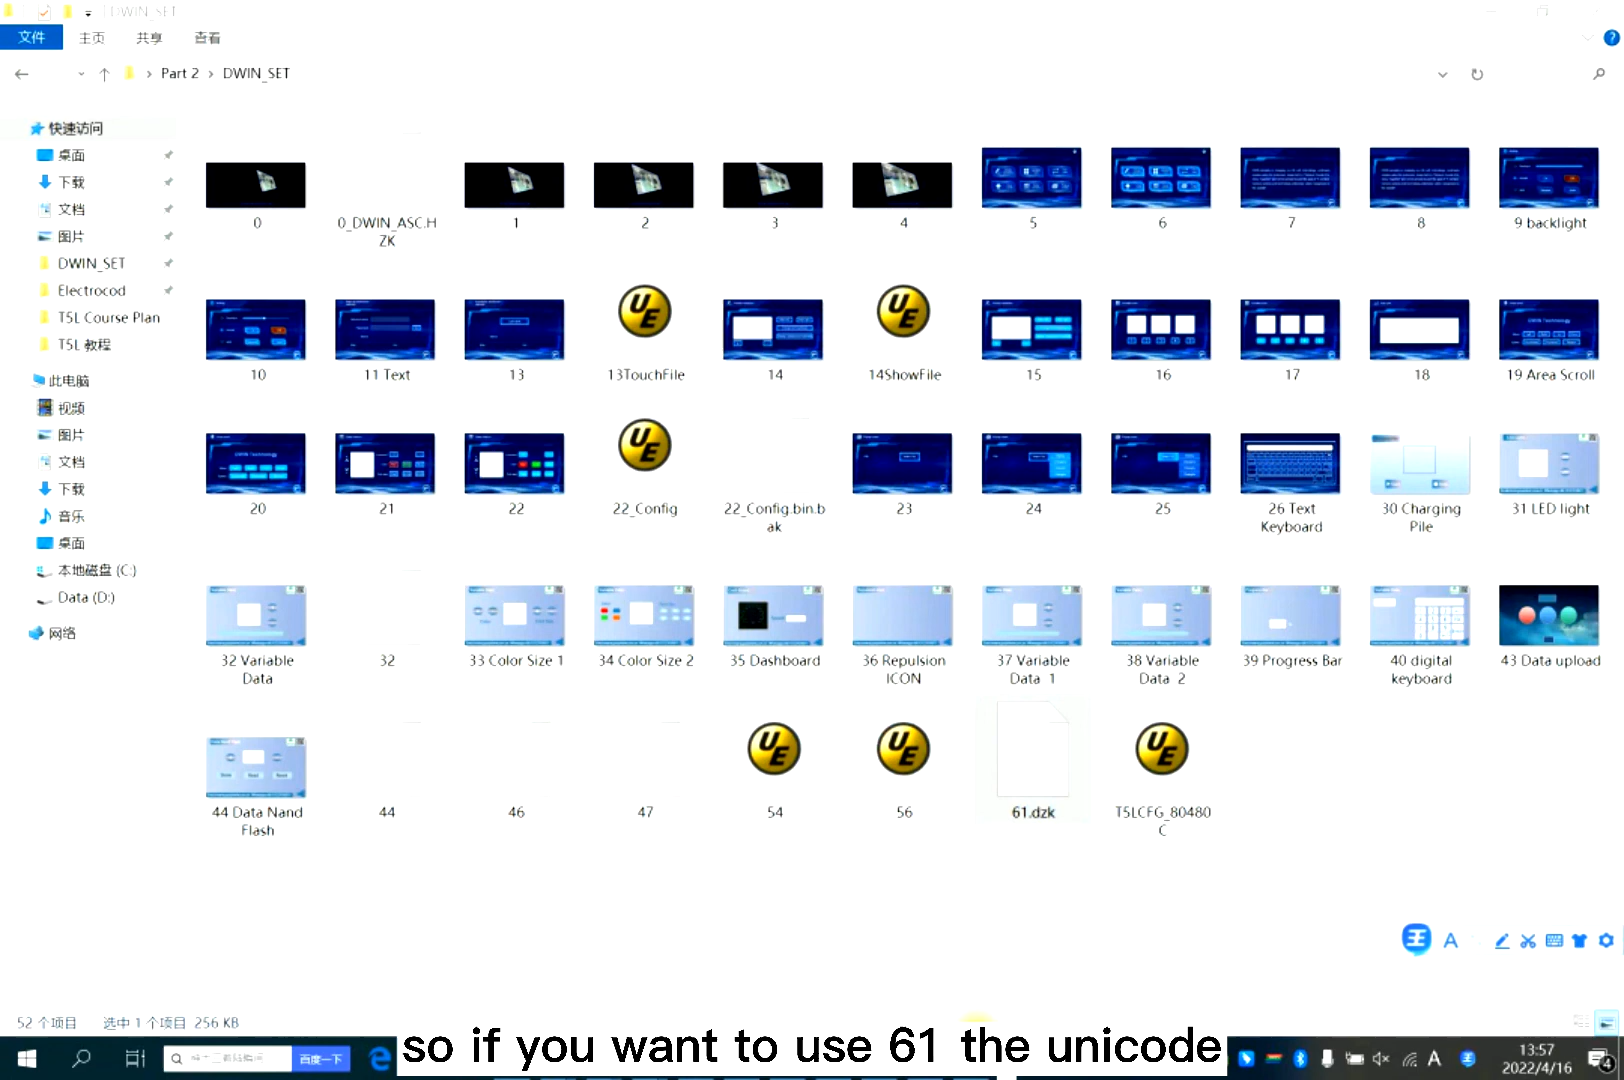 DWIN_SET
文件 主页 共享 查看
Part 2 › DWIN_SET
快速访问
桌面
下载
文档
图片
DWIN_SET
Electrocod
T5L Course Plan
T5L 教程
此电脑
视频
图片
文档
下载
音乐
桌面
本地磁盘 (C:)
Data (D:)
网络
0
0_DWIN_ASC.H
ZK
1
2
3
4
5
6
7
8
9 backlight
10
11 Text
13
13TouchFile
14
14ShowFile
15
16
17
18
19 Area Scroll
20
21
22
22_Config
22_Config.bin.b
ak
23
24
25
26 Text
Keyboard
30 Charging
Pile
31 LED light
32 Variable
Data
32
33 Color Size 1
34 Color Size 2
35 Dashboard
36 Repulsion
ICON
37 Variable
Data 1
38 Variable
Data 2
39 Progress Bar
40 digital
keyboard
43 Data upload
44 Data Nand
Flash
44
46
47
54
56
61.dzk
T5LCFG_80480
C
52 个项目 选中 1 个项目 256 KB
so if you want to use 61 the unicode
百度一下
A
13:57
2022/4/16
4